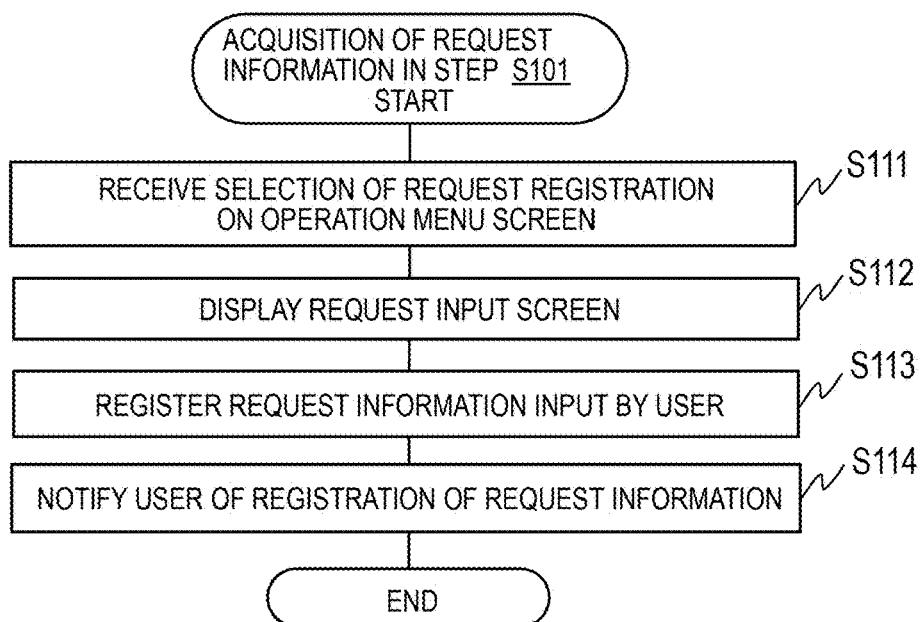 ACQUISITION OF REQUEST
INFORMATION IN STEP S101
START
RECEIVE SELECTION OF REQUEST REGISTRATION
ON OPERATION MENU SCREEN
S111
DISPLAY REQUEST INPUT SCREEN
S112
REGISTER REQUEST INFORMATION INPUT BY USER
S113
NOTIFY USER OF REGISTRATION OF REQUEST INFORMATION
S114
END